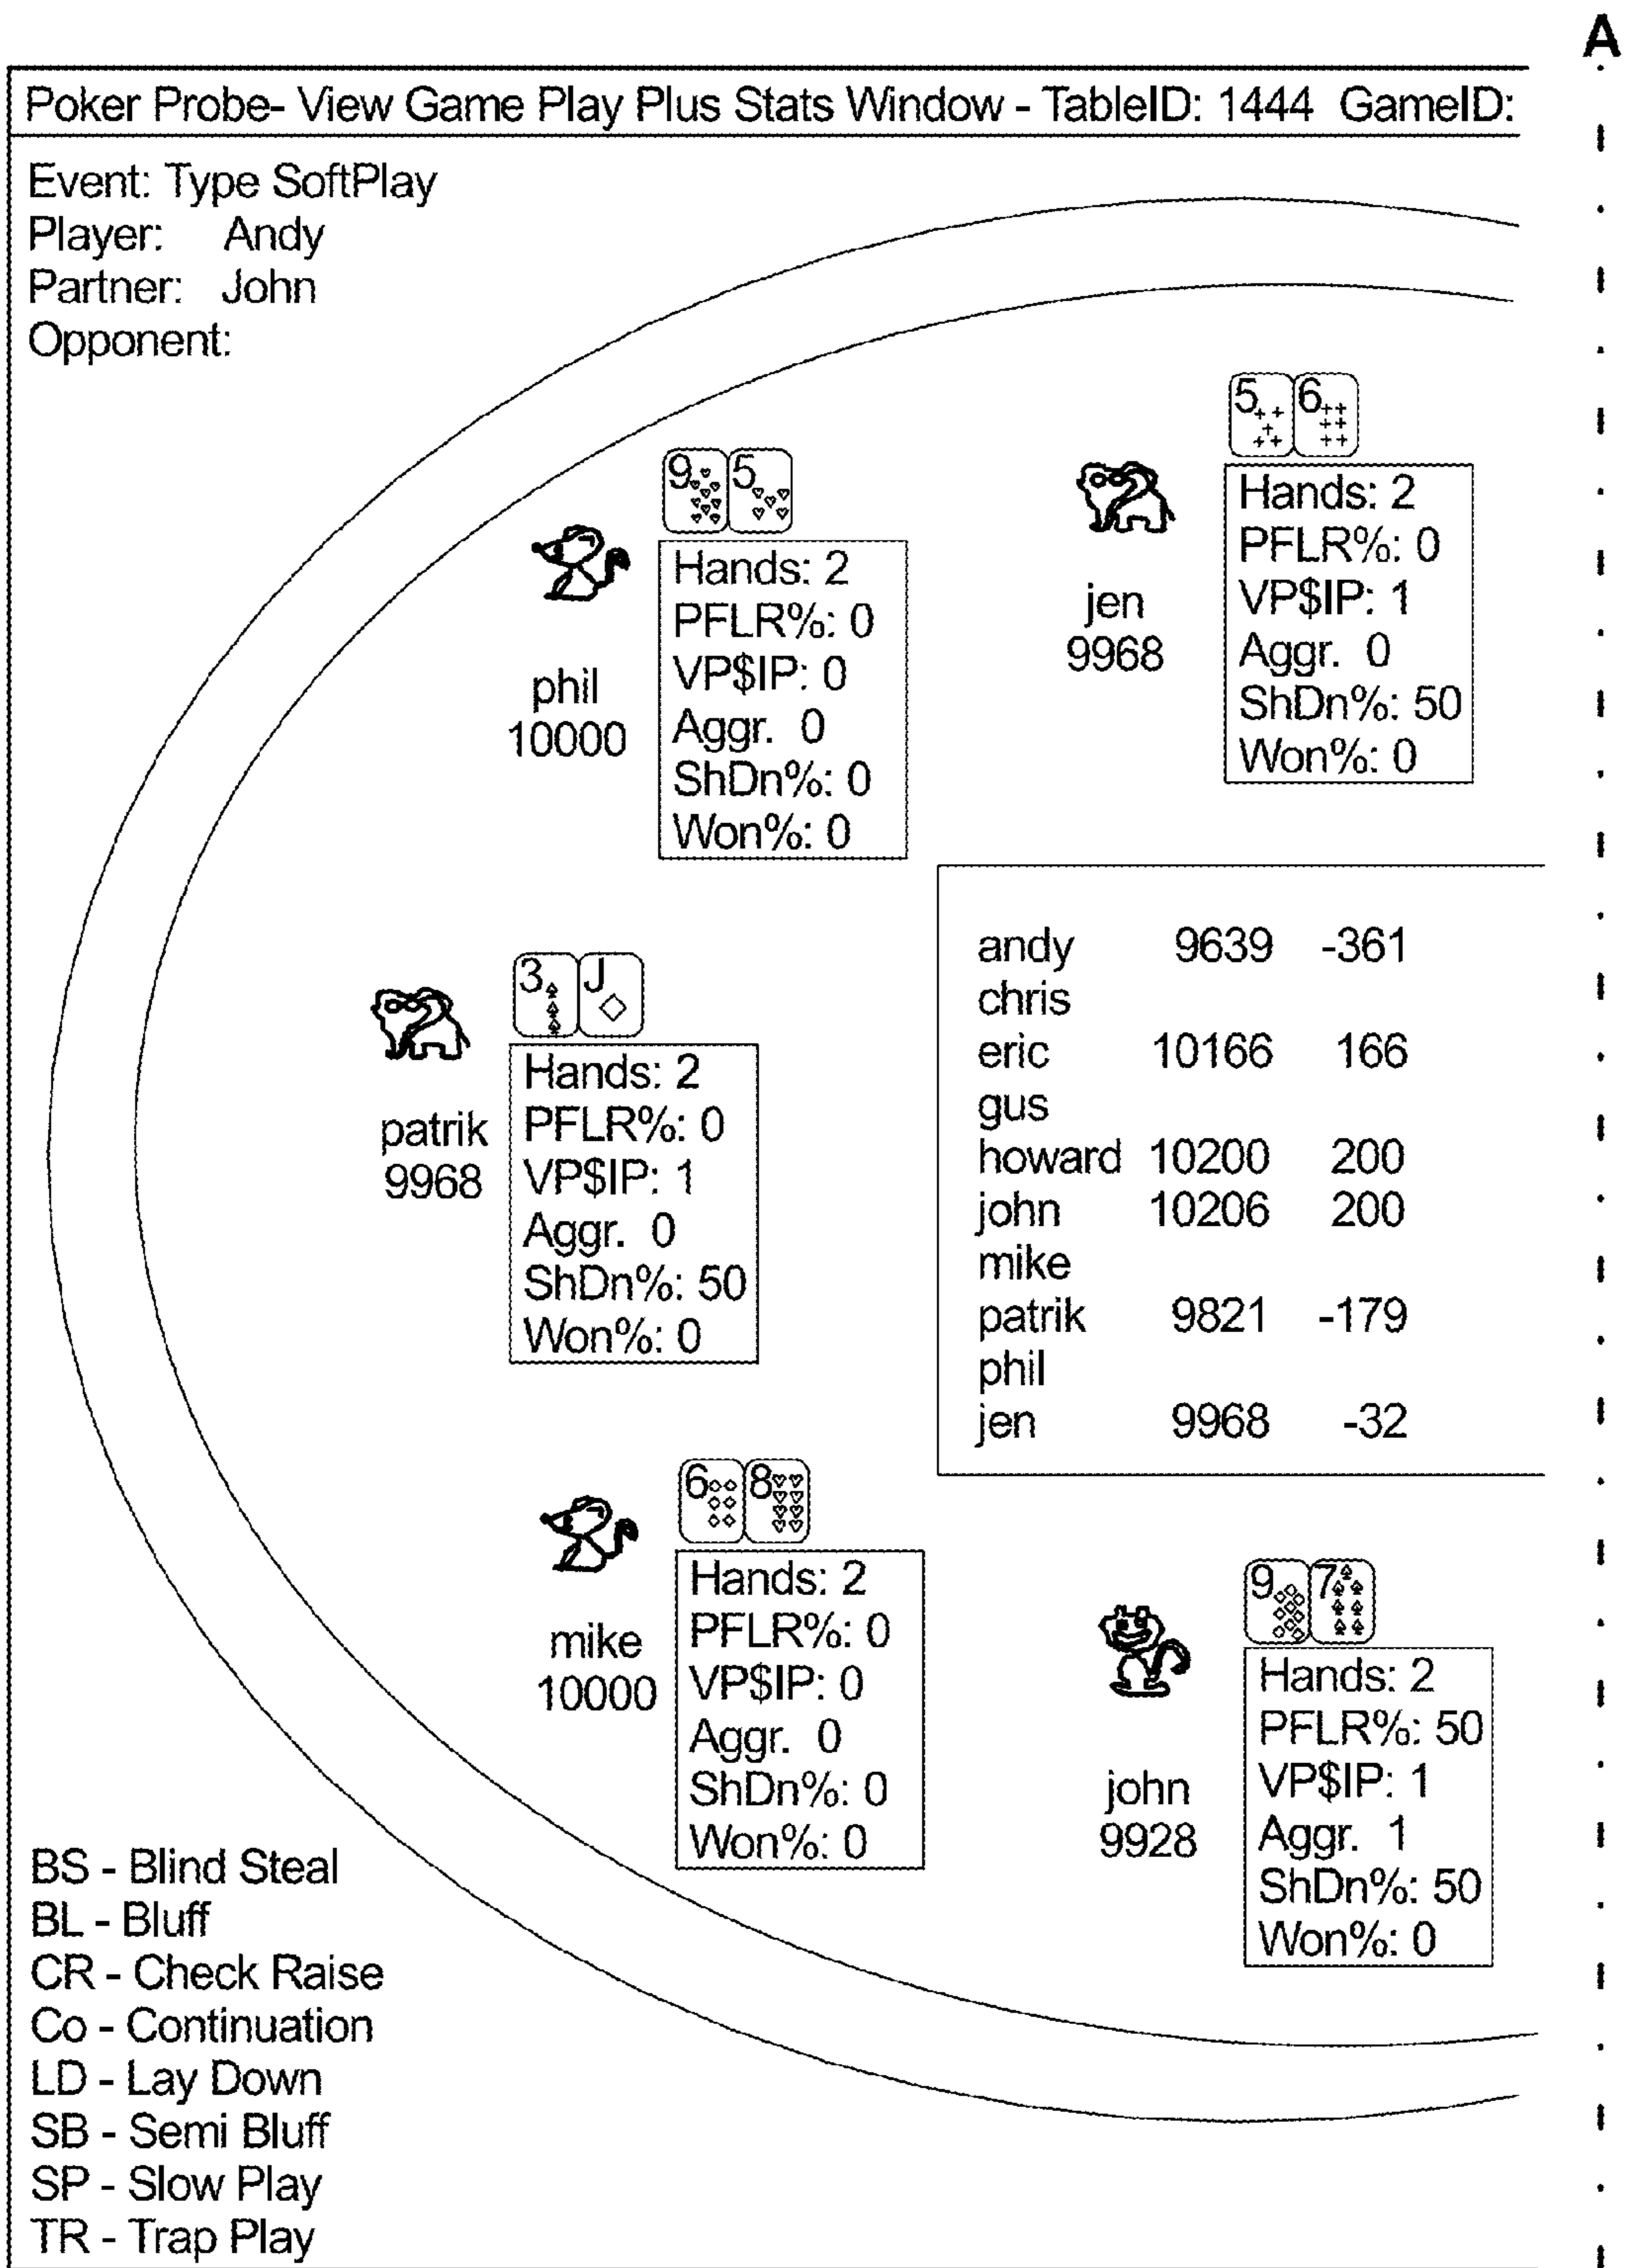 A
Poker Probe- View Game Play Plus Stats Window - TableID: 1444 GameID:
Event: Type SoftPlay
Player: Andy
Partner: John
Opponent:
9 5
phil
10000
Hands: 2
PFLR%: 0
VP$IP: 0
Aggr. 0
ShDn%: 0
Won%: 0
5 6
jen
9968
Hands: 2
PFLR%: 0
VP$IP: 1
Aggr. 0
ShDn%: 50
Won%: 0
3 J
patrik
9968
Hands: 2
PFLR%: 0
VP$IP: 1
Aggr. 0
ShDn%: 50
Won%: 0
andy 9639 -361
chris
eric 10166 166
gus
howard 10200 200
john 10206 200
mike
patrik 9821 -179
phil
jen 9968 -32
6 8
mike
10000
Hands: 2
PFLR%: 0
VP$IP: 0
Aggr. 0
ShDn%: 0
Won%: 0
9 7
john
9928
Hands: 2
PFLR%: 50
VP$IP: 1
Aggr. 1
ShDn%: 50
Won%: 0
BS - Blind Steal
BL - Bluff
CR - Check Raise
Co - Continuation
LD - Lay Down
SB - Semi Bluff
SP - Slow Play
TR - Trap Play